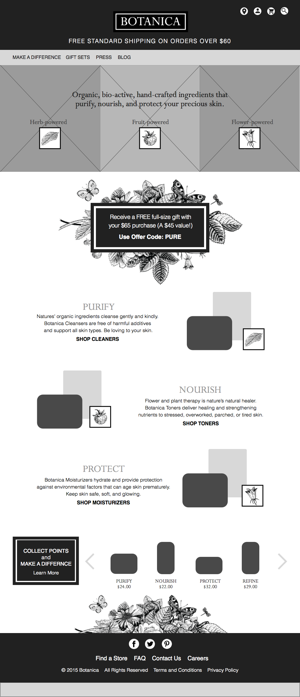 BOTANICA
FREE STANDARD SHIPPING ON ORDERS OVER $60
MAKE A DIFFERENCE GIFT SETS PRESS BLOG
Organic, bio-active, hand-crafted ingredients that
purify, nourish, and protect your precious skin.
Herb-powered Fruit-powered Flower-powered
Receive a FREE full-size gift with
your $65 purchase (A $45 value!)
Use Offer Code: PURE
PURIFY
Natures' organic ingredients cleanse gently and kindly.
Botanica Cleansers are free of harmful additives
and support all skin types. Be loving to your skin.
SHOP CLEANERS
NOURISH
Flower and plant therapy is nature's natural healer.
Botanica Toners deliver healing and strengthening
nutrients to stressed, overworked, parched, or tired skin.
SHOP TONERS
PROTECT
Botanica Moisturizers hydrate and provide protection
against environmental factors that can age skin prematurely.
Keep skin safe, soft, and glowing.
SHOP MOISTURIZERS
COLLECT POINTS
and
MAKE A DIFFERNCE
Learn More
PURIFY NOURISH PROTECT REFINE
$24.00 $22.00 $32.00 $29.00
Find a Store FAQ Contact Us Careers
© 2015 Botanica All Rights Reserved Terms and Conditions Privacy Policy